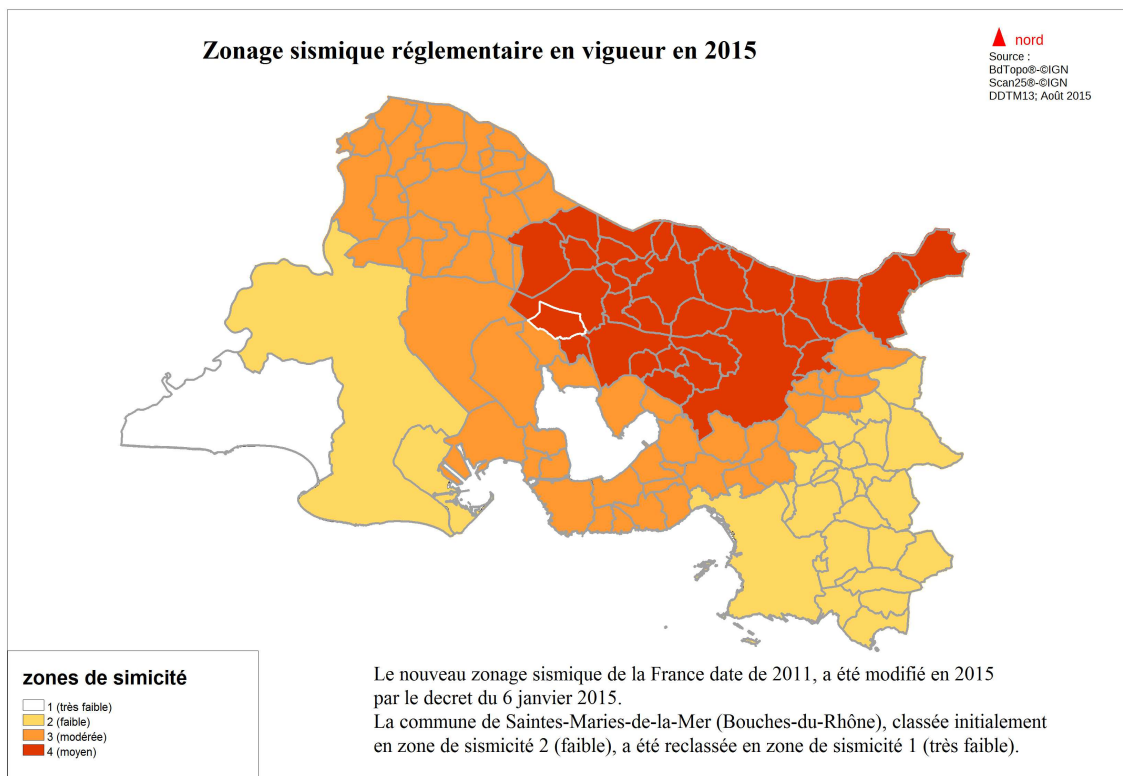 Zonage sismique réglementaire en vigueur en 2015
nord
Source :
BdTopo®-©IGN
Scan25®-©IGN
DDTM13; Août 2015
zones de simicité
1 (très faible)
2 (faible)
3 (modérée)
4 (moyen)
Le nouveau zonage sismique de la France date de 2011, a été modifié en 2015
par le decret du 6 janvier 2015.
La commune de Saintes-Maries-de-la-Mer (Bouches-du-Rhône), classée initialement
en zone de sismicité 2 (faible), a été reclassée en zone de sismicité 1 (très faible).